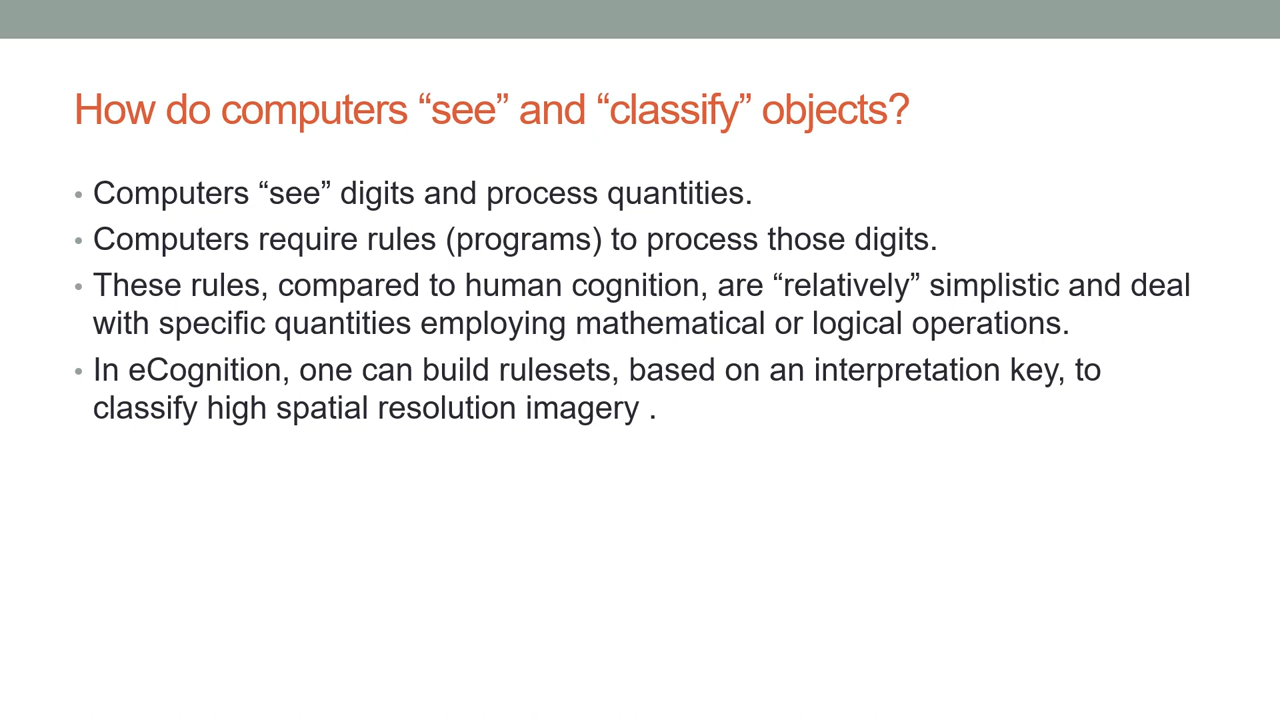 How do computers “see” and “classify” objects?
• Computers “see” digits and process quantities.
• Computers require rules (programs) to process those digits.
• These rules, compared to human cognition, are “relatively” simplistic and deal
with specific quantities employing mathematical or logical operations.
• In eCognition, one can build rulesets, based on an interpretation key, to
classify high spatial resolution imagery .